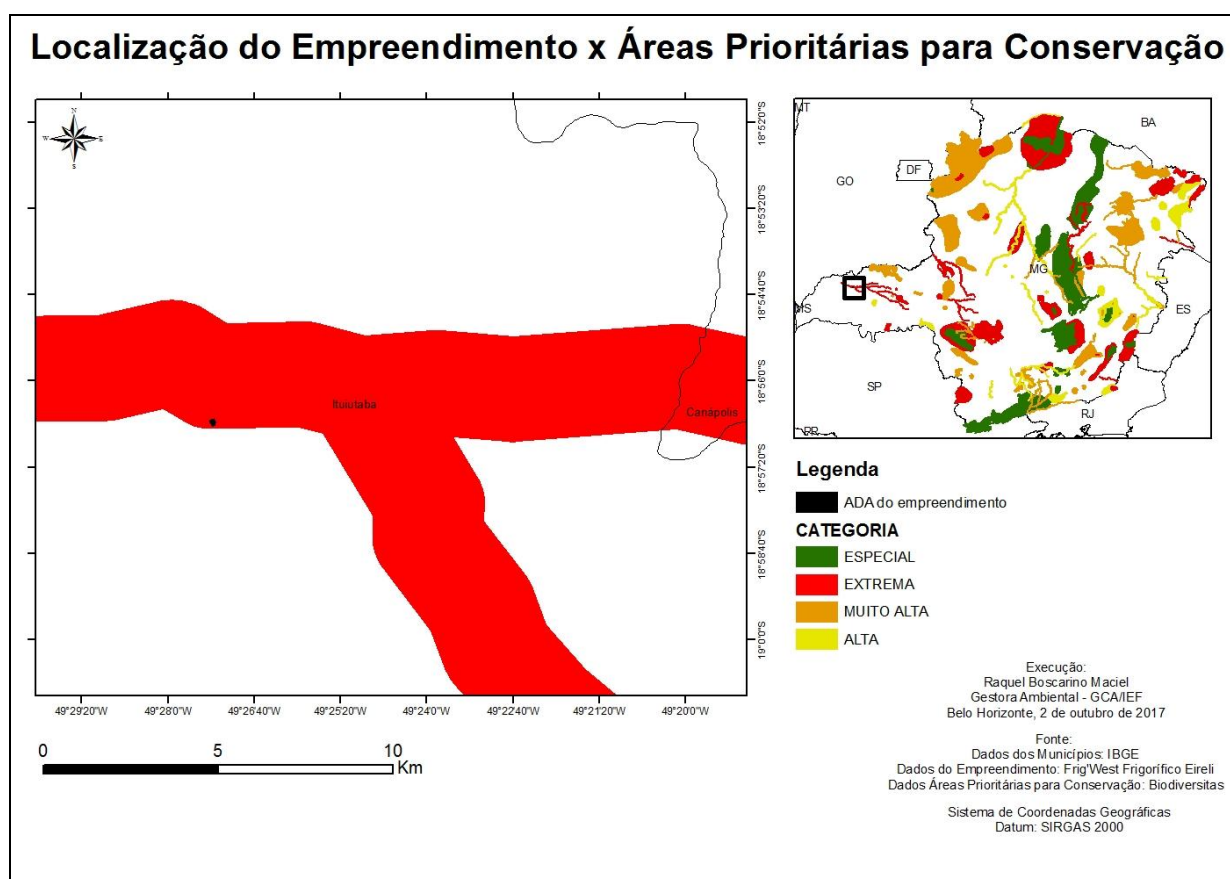 Localização do Empreendimento x Áreas Prioritárias para Conservação
N
W
E
S
18°52'0"S
18°53'20"S
18°54'40"S
18°56'0"S
18°57'20"S
18°58'40"S
19°0'0"S
Ituiutaba
Canápolis
49°29'20"W
49°28'0"W
49°26'40"W
49°25'20"W
49°24'0"W
49°22'40"W
49°21'20"W
49°20'0"W
0
5
10
Km
MT
BA
DF
GO
MG
MS
ES
SP
RJ
PR
Legenda
ADA do empreendimento
CATEGORIA
ESPECIAL
EXTREMA
MUITO ALTA
ALTA
Execução:
Raquel Boscarino Maciel
Gestora Ambiental - GCA/IEF
Belo Horizonte, 2 de outubro de 2017
Fonte:
Dados dos Municípios: IBGE
Dados do Empreendimento: Frig'West Frigorífico Eireli
Dados Áreas Prioritárias para Conservação: Biodiversitas
Sistema de Coordenadas Geográficas
Datum: SIRGAS 2000